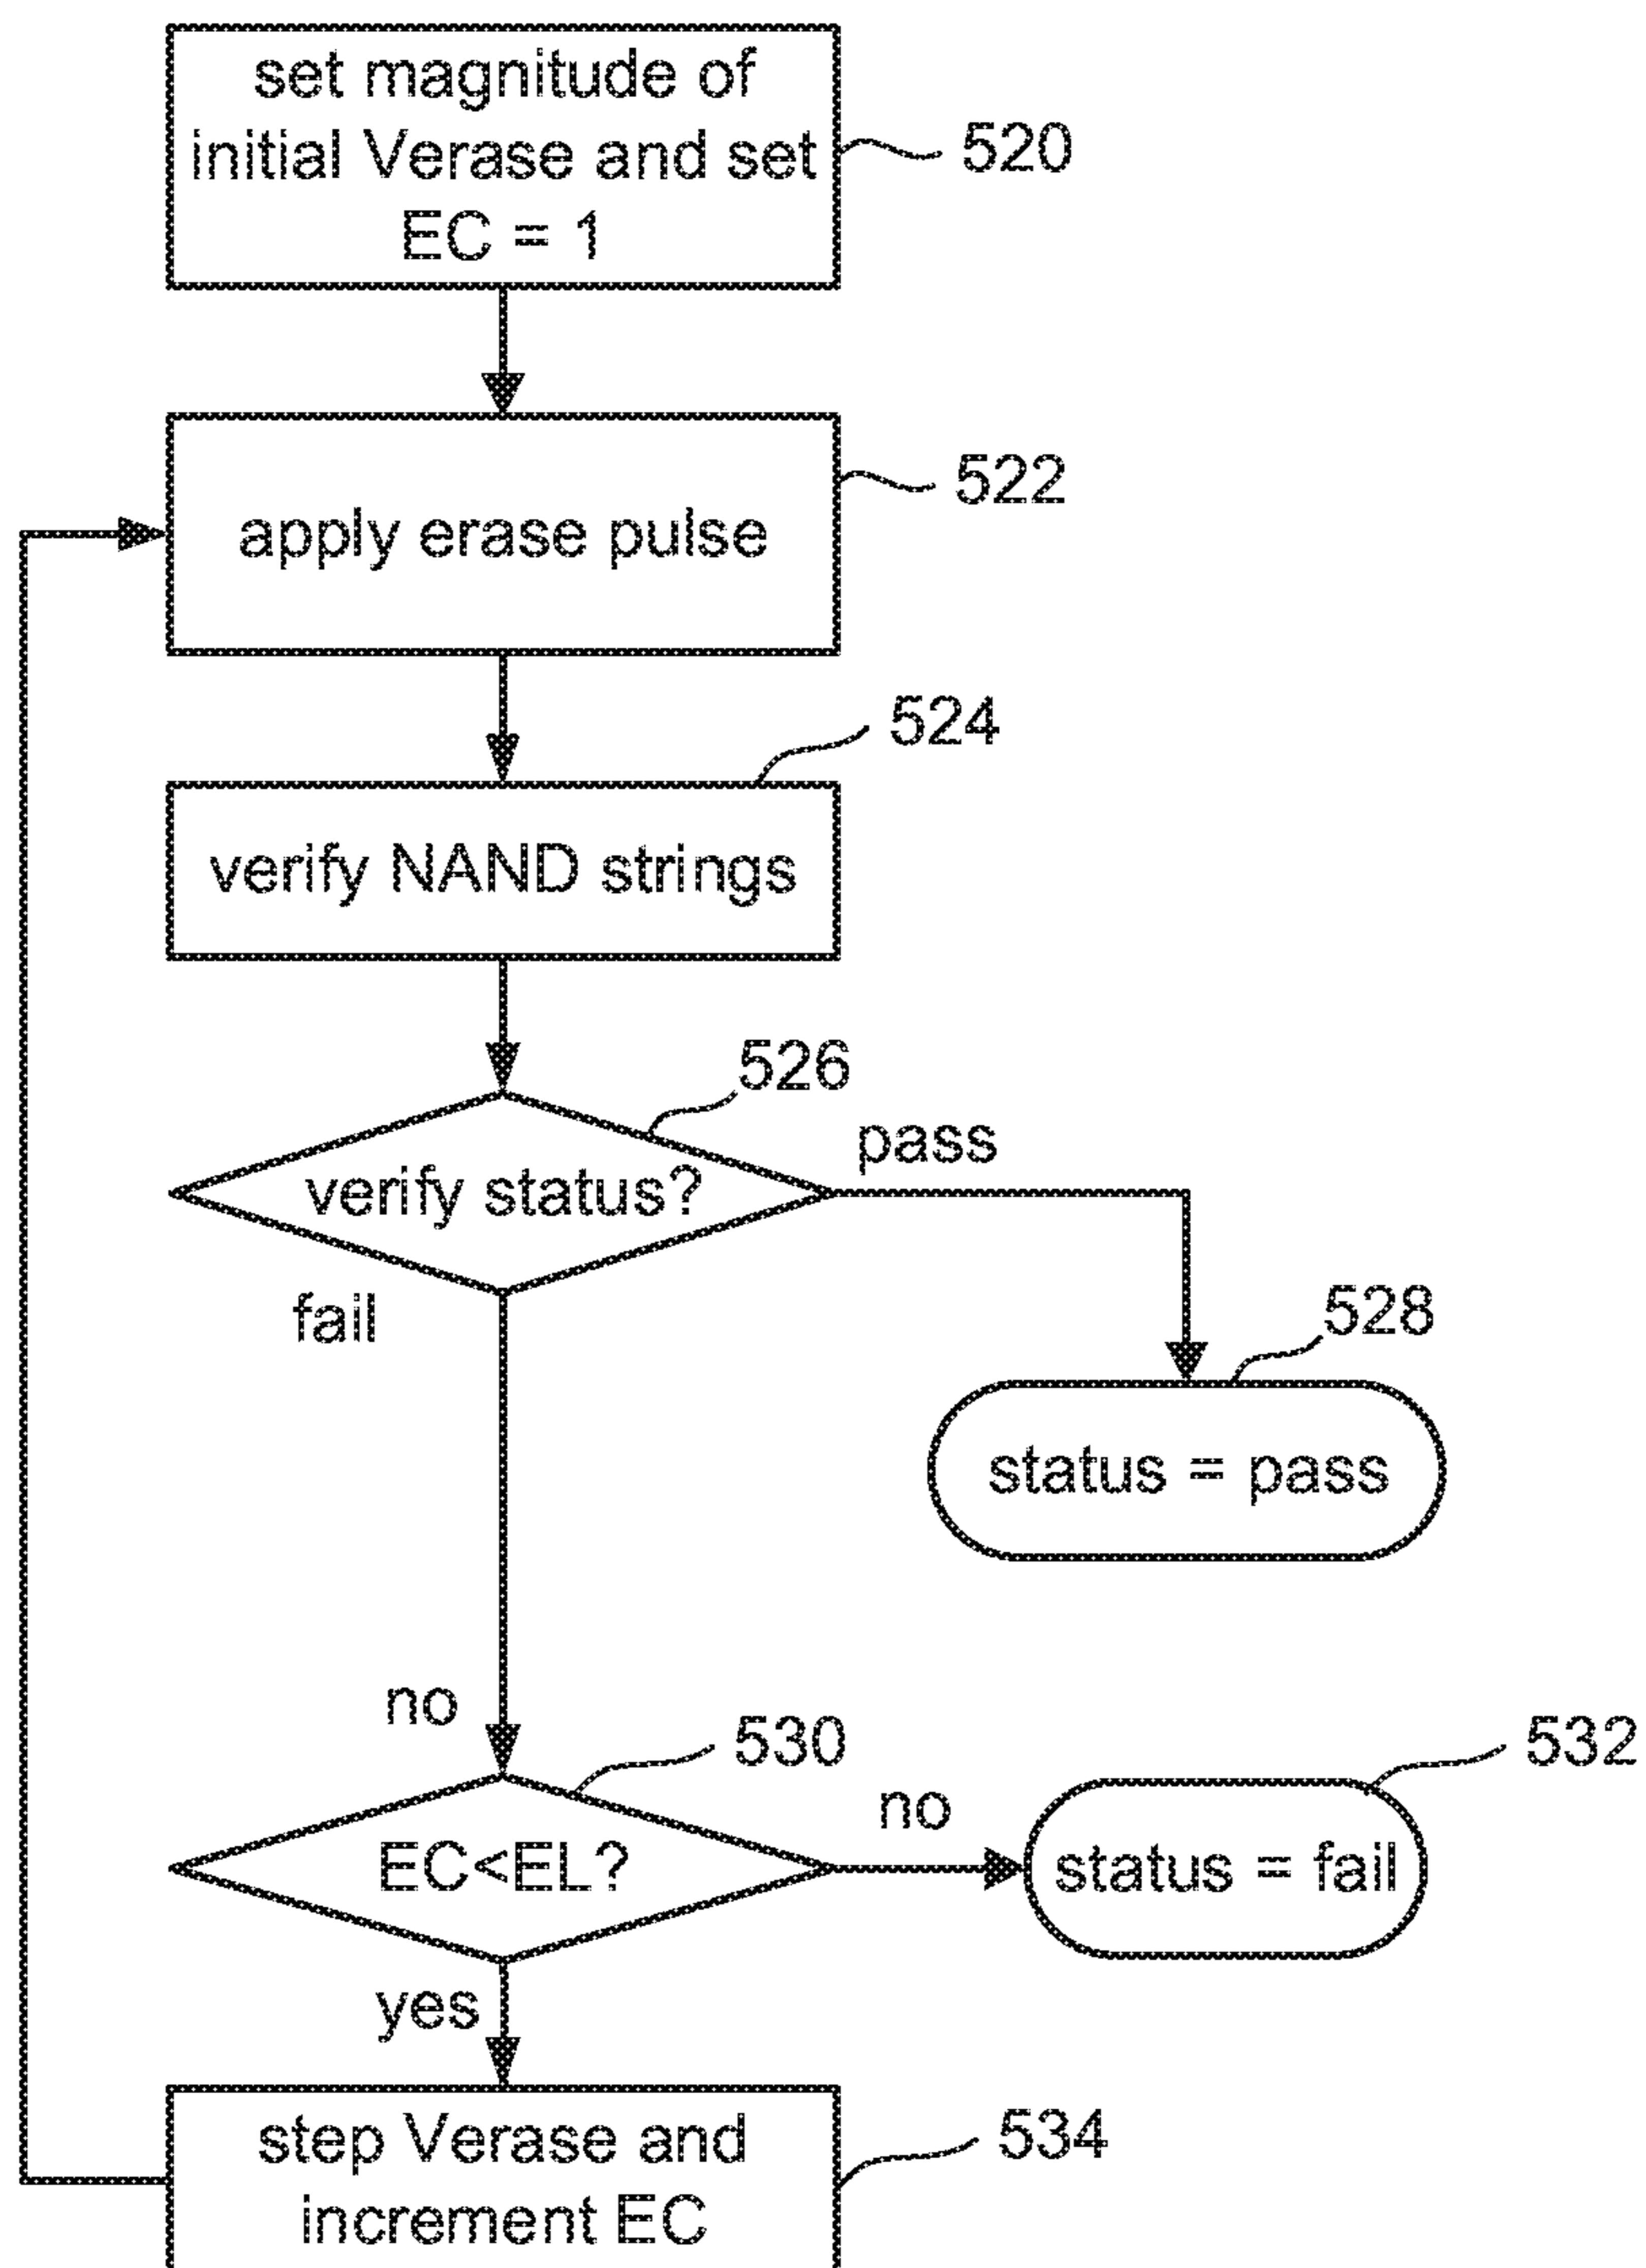 set magnitude of
initial Verase and set
EC = 1
520
apply erase pulse
522
524
verify NAND strings
526
verify status?
pass
fail
528
status = pass
no
530
532
EC<EL?
no
status = fail
yes
step Verase and
increment EC
534